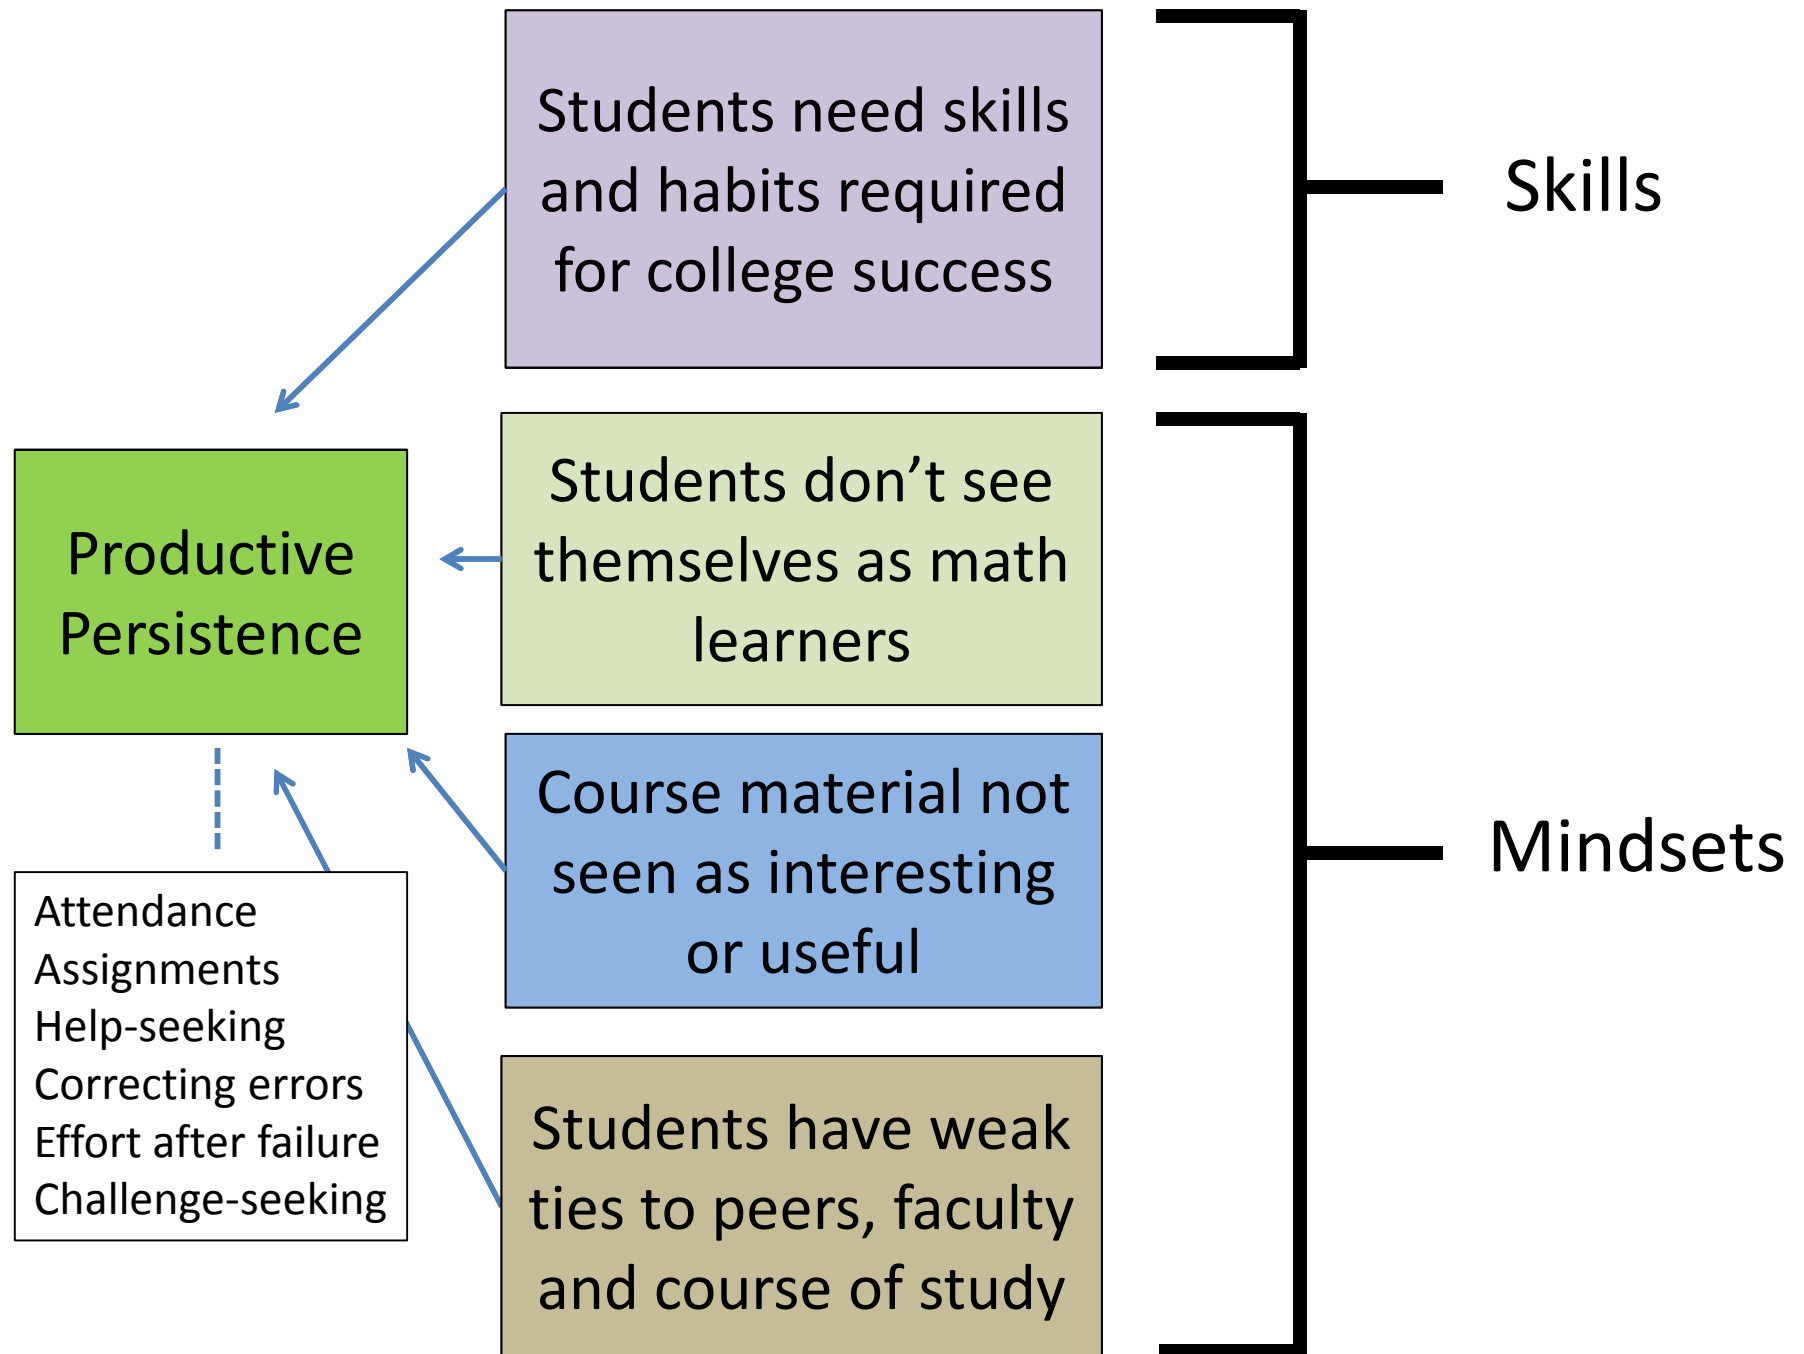 Students need skills
and habits required
for college success
Skills
Productive
Persistence
Students don’t see
themselves as math
learners
Course material not
seen as interesting
or useful
Mindsets
Attendance
Assignments
Help-seeking
Correcting errors
Effort after failure
Challenge-seeking
Students have weak
ties to peers, faculty
and course of study